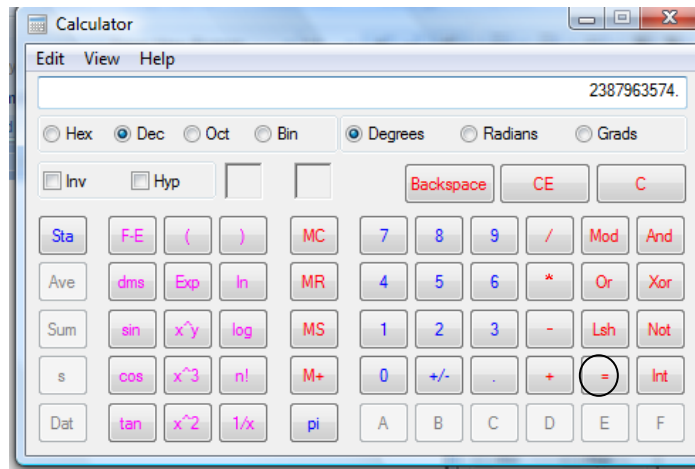 Calculator
Edit View Help
2387963574.
Hex Dec Oct Bin Degrees Radians Grads
Inv Hyp Backspace CE C
Sta F-E ( ) MC 7 8 9 / Mod And
Ave dms Exp ln MR 4 5 6 * Or Xor
Sum sin x^y log MS 1 2 3 - Lsh Not
s cos x^3 n! M+ 0 +/- . + = Int
Dat tan x^2 1/x pi A B C D E F